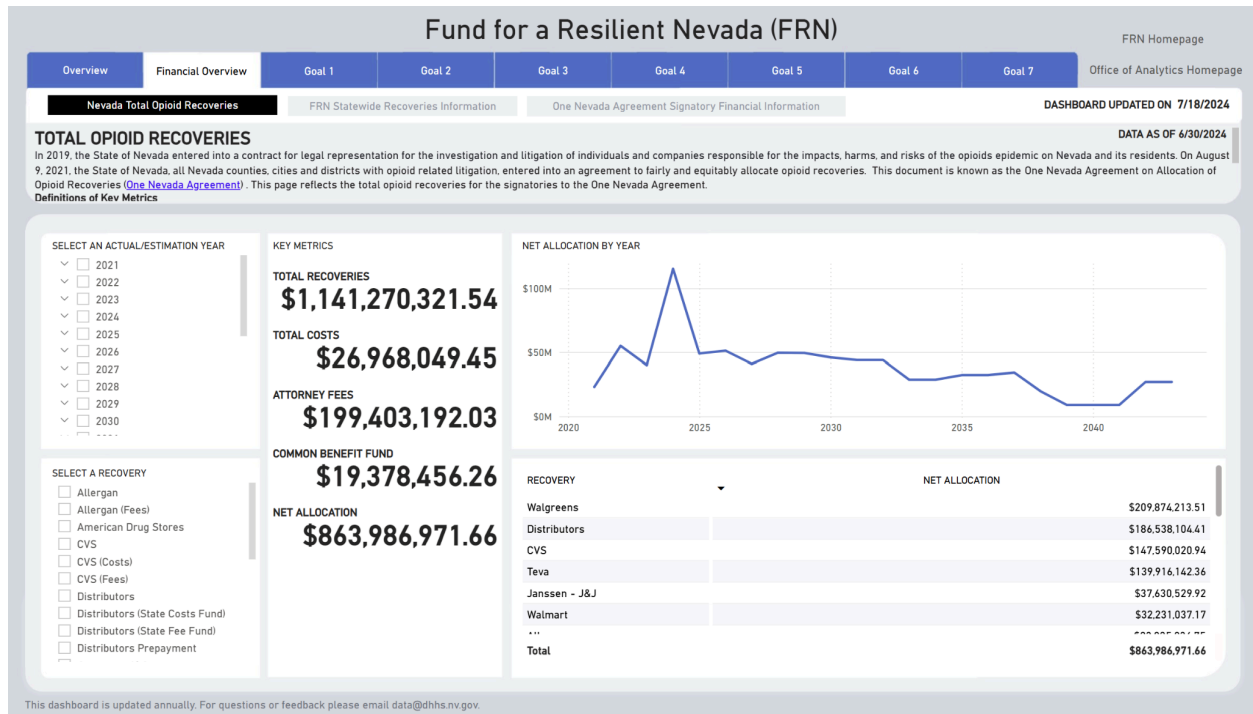 Fund for a Resilient Nevada (FRN)
FRN Homepage
Overview
Financial Overview
Goal 1
Goal 2
Goal 3
Goal 4
Goal 5
Goal 6
Goal 7
Office of Analytics Homepage
Nevada Total Opioid Recoveries
FRN Statewide Recoveries Information
One Nevada Agreement Signatory Financial Information
DASHBOARD UPDATED ON 7/18/2024
TOTAL OPIOID RECOVERIES
DATA AS OF 6/30/2024
In 2019, the State of Nevada entered into a contract for legal representation for the investigation and litigation of individuals and companies responsible for the impacts, harms, and risks of the opioids epidemic on Nevada and its residents. On August
9, 2021, the State of Nevada, all Nevada counties, cities and districts with opioid related litigation, entered into an agreement to fairly and equitably allocate opioid recoveries. This document is known as the One Nevada Agreement on Allocation of
Opioid Recoveries (One Nevada Agreement) . This page reflects the total opioid recoveries for the signatories to the One Nevada Agreement.
Definitions of Key Metrics
SELECT AN ACTUAL/ESTIMATION YEAR
2021
2022
2023
2024
2025
2026
2027
2028
2029
2030
SELECT A RECOVERY
Allergan
Allergan (Fees)
American Drug Stores
CVS
CVS (Costs)
CVS (Fees)
Distributors
Distributors (State Costs Fund)
Distributors (State Fee Fund)
Distributors Prepayment
KEY METRICS
TOTAL RECOVERIES
$1,141,270,321.54
TOTAL COSTS
$26,968,049.45
ATTORNEY FEES
$199,403,192.03
COMMON BENEFIT FUND
$19,378,456.26
NET ALLOCATION
$863,986,971.66
NET ALLOCATION BY YEAR
$100M
$50M
$0M
2020
2025
2030
2035
2040
RECOVERY NET ALLOCATION
Walgreens $209,874,213.51
Distributors $186,538,104.41
CVS $147,590,020.94
Teva $139,916,142.36
Janssen - J&J $37,630,529.92
Walmart $32,231,037.17
Total $863,986,971.66
This dashboard is updated annually. For questions or feedback please email data@dhhs.nv.gov.